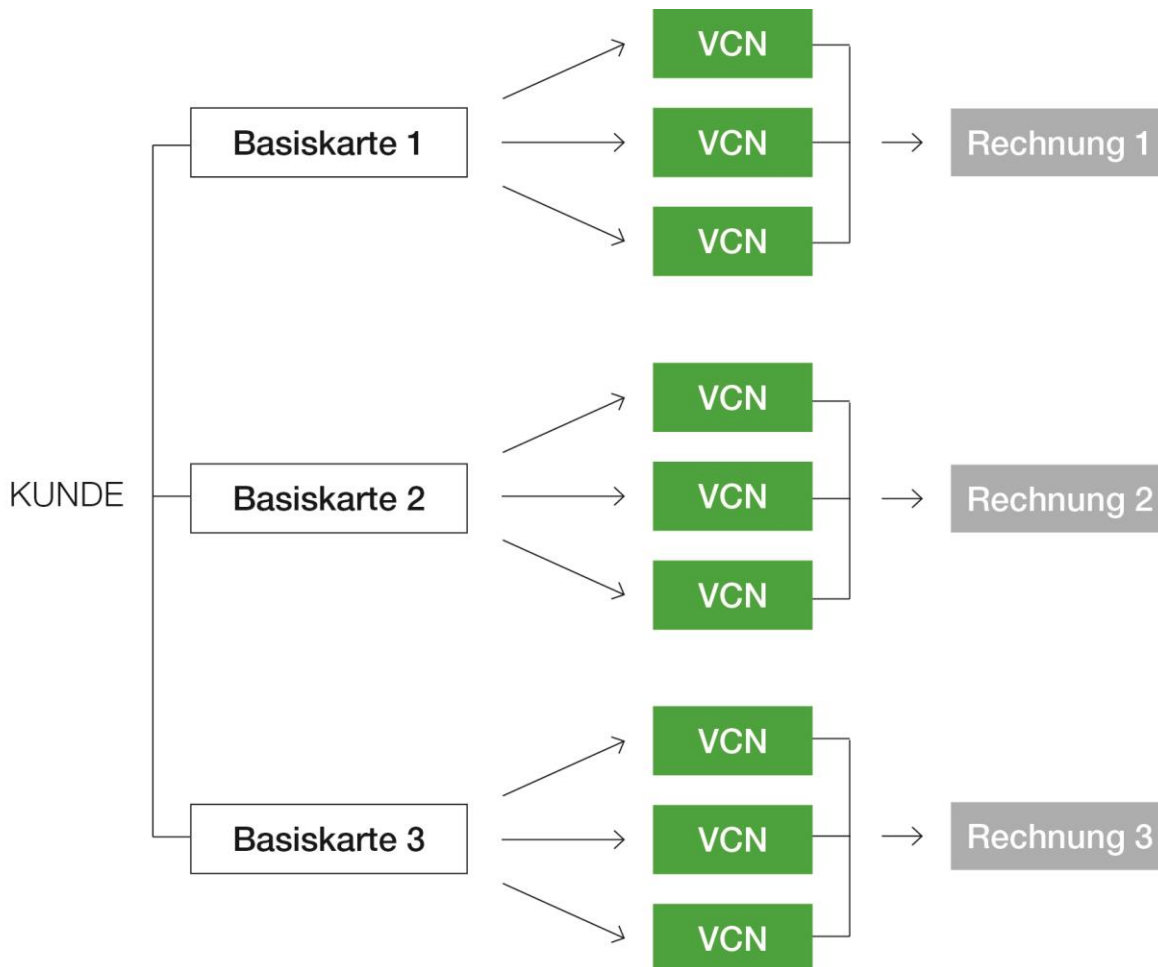 VCN
Basiskarte 1
VCN
Rechnung 1
VCN
VCN
KUNDE
Basiskarte 2
VCN
Rechnung 2
VCN
VCN
Basiskarte 3
VCN
Rechnung 3
VCN